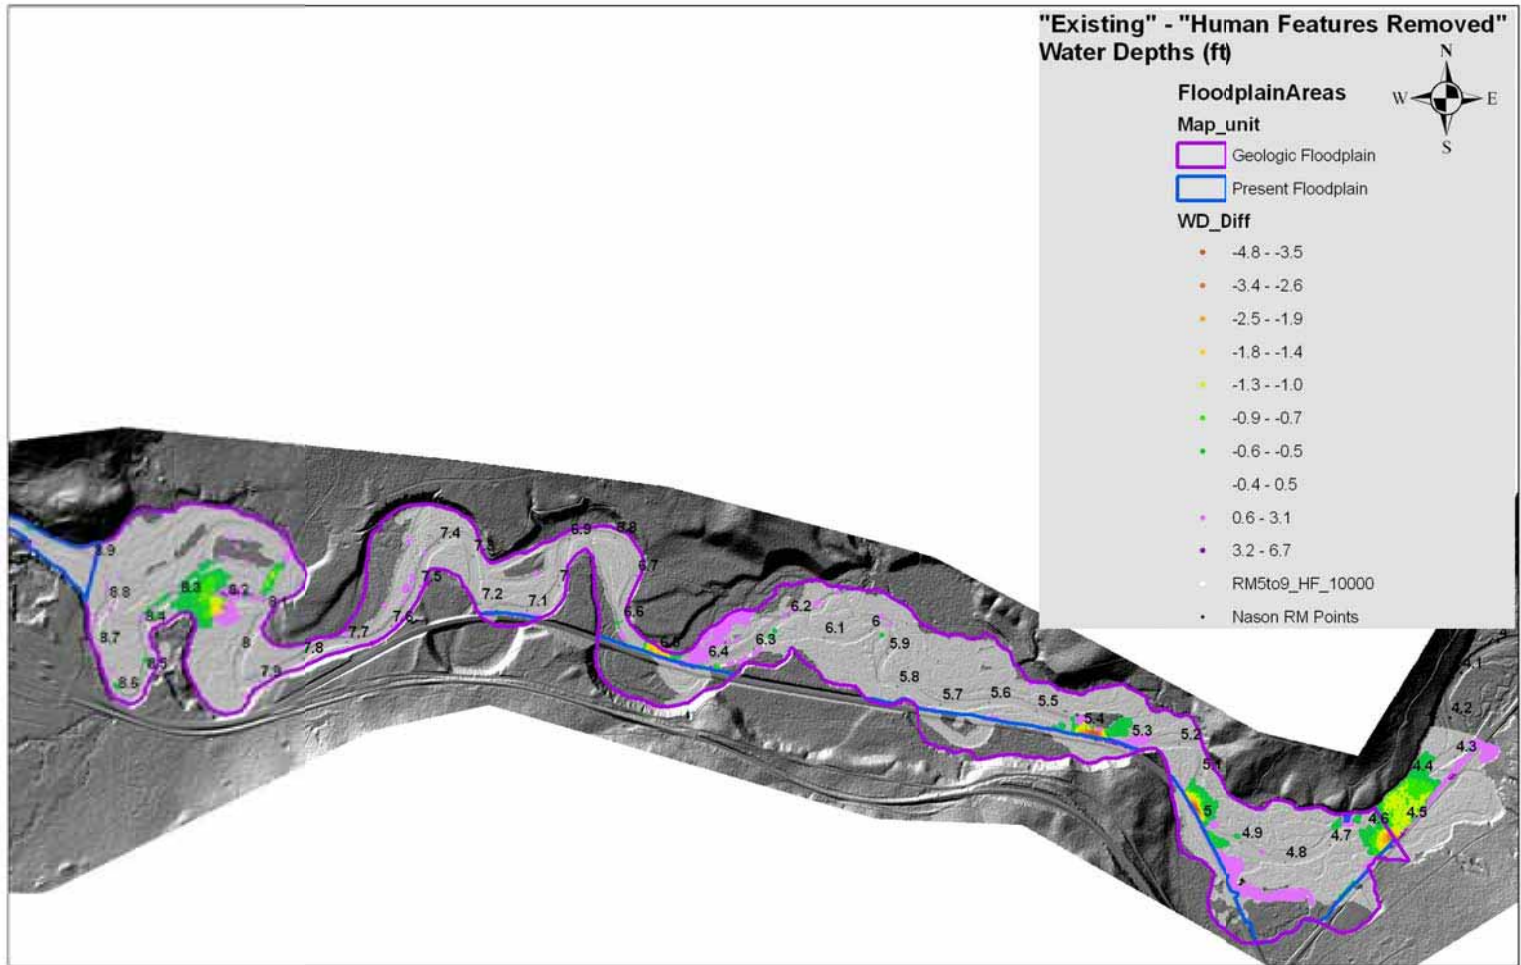 "Existing" - "Human Features Removed"
Water Depths (ft)
N
W E
S
FloodplainAreas
Map_unit
Geologic Floodplain
Present Floodplain
WD_Diff
-4.8 - -3.5
-3.4 - -2.6
-2.5 - -1.9
-1.8 - -1.4
-1.3 - -1.0
-0.9 - -0.7
-0.6 - -0.5
-0.4 - 0.5
0.6 - 3.1
3.2 - 6.7
RM5to9_HF_10000
Nason RM Points
8.9
8.8
8.7
8.6
8.5
8.4
8.3
8.2
8
7.9
7.8
7.7
7.6
7.5
7.4
7.3
7.2
7.1
7
6.9
6.8
6.7
6.6
6.5
6.4
6.3
6.2
6.1
6
5.9
5.8
5.7
5.6
5.5
5.4
5.3
5.2
5.1
5
4.9
4.8
4.7
4.6
4.5
4.4
4.3
4.2
4.1